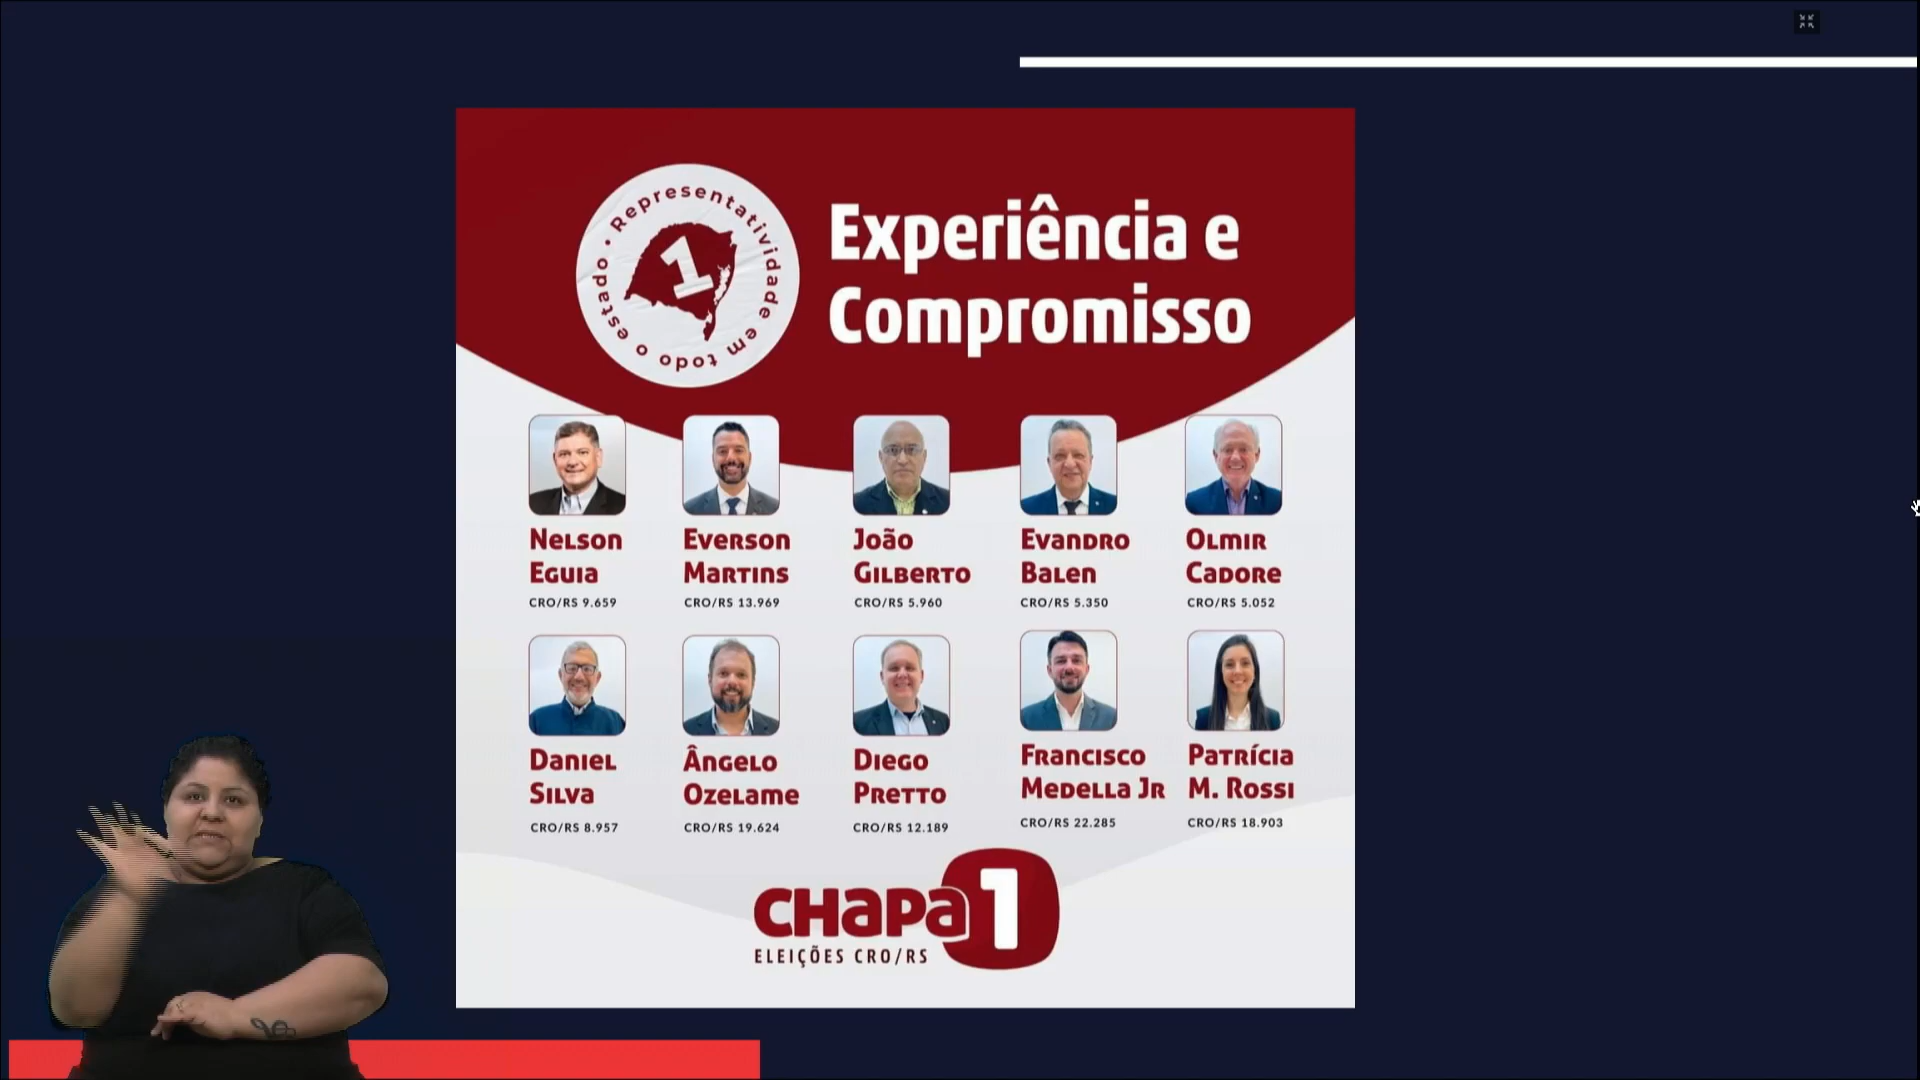 • Representatividade em todo o estado
1
Experiência e
Compromisso
Nelson
Eguia
CRO/RS 9.659
Everson
Martins
CRO/RS 13.969
João
Gilberto
CRO/RS 5.960
Evandro
Balen
CRO/RS 5.350
Olmir
Cadore
CRO/RS 5.052
Daniel
Silva
CRO/RS 8.957
Ângelo
Ozelame
CRO/RS 19.624
Diego
Pretto
CRO/RS 12.189
Francisco
Medella Jr
CRO/RS 22.285
Patrícia
M. Rossi
CRO/RS 18.903
CHAPA 1
ELEIÇÕES CRO/RS